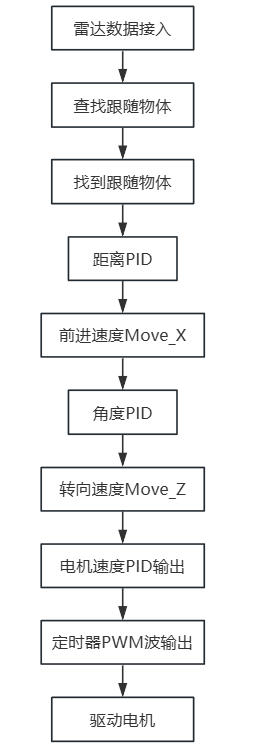 雷达数据接入
查找跟随物体
找到跟随物体
距离PID
前进速度Move_X
角度PID
转向速度Move_Z
电机速度PID输出
定时器PWM波输出
驱动电机